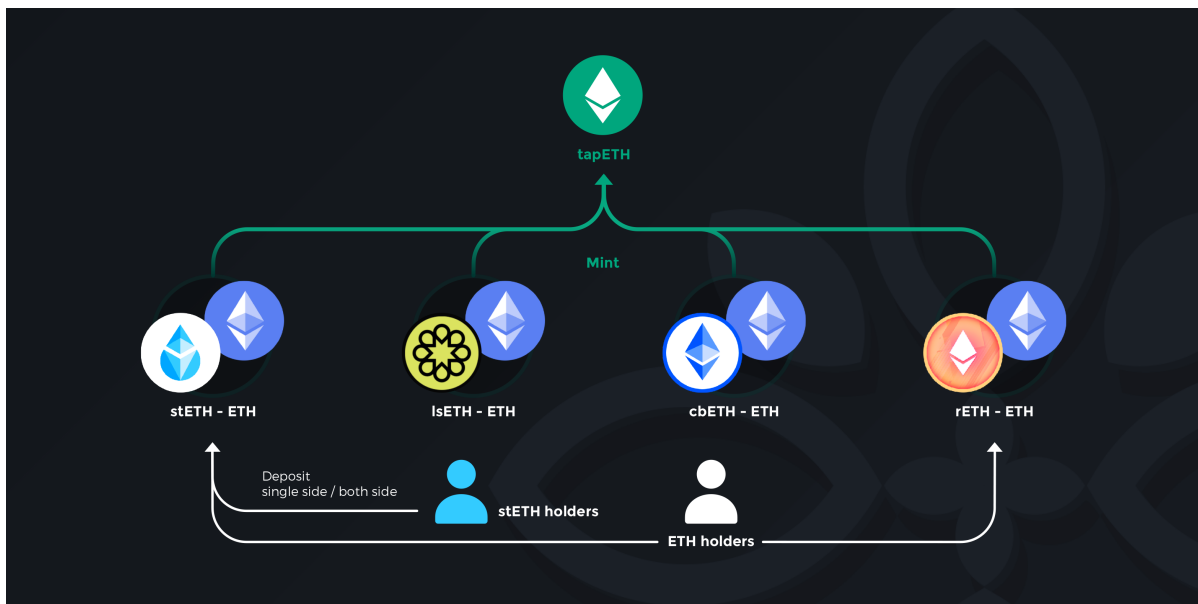 tapETH
Mint
stETH - ETH
lsETH - ETH
cbETH - ETH
rETH - ETH
Deposit
single side / both side
stETH holders
ETH holders